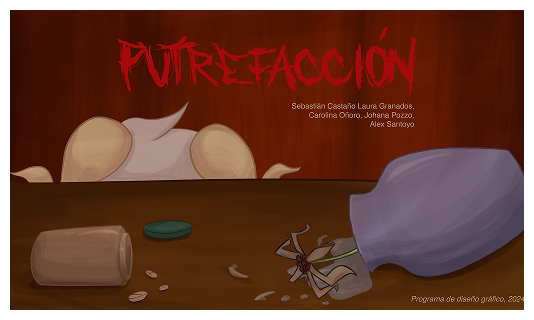 PUTREFACCIÓN
Sebastián Castaño Laura Granados,
Carolina Oñoro, Johana Pozzo,
Alex Santoyo
Programa de diseño gráfico, 2024